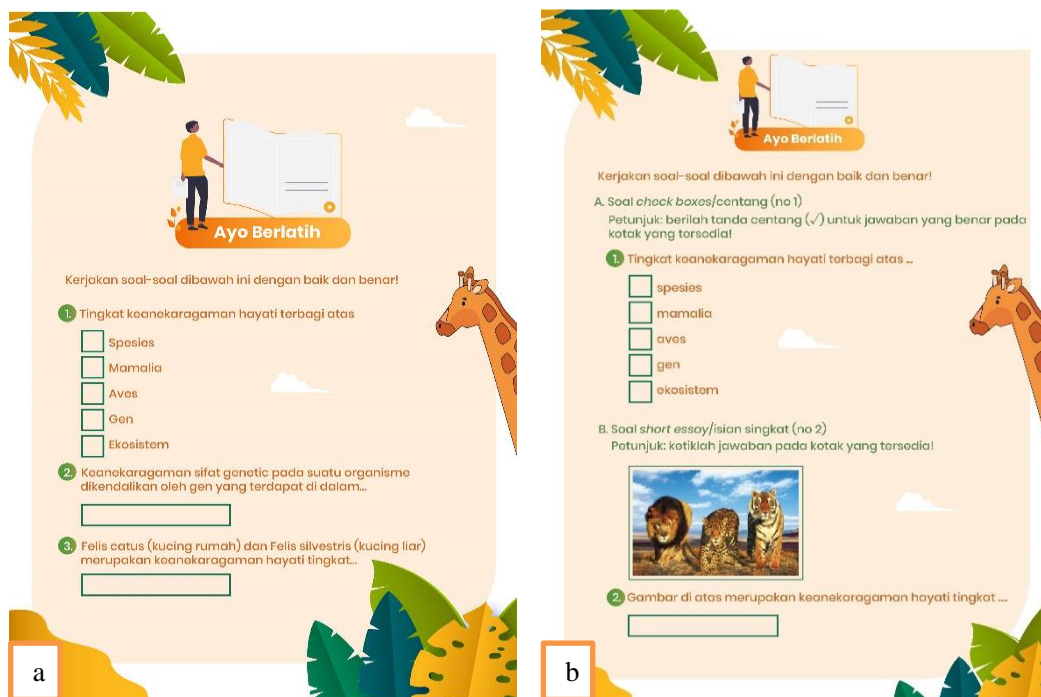 Ayo Berlatih
Kerjakan soal-soal dibawah ini dengan baik dan benar!
1. Tingkat keanekaragaman hayati terbagi atas
Spesies
Mamalia
Aves
Gen
Ekosistem
2. Keanekaragaman sifat genetic pada suatu organisme
dikendalikan oleh gen yang terdapat di dalam...
3. Felis catus (kucing rumah) dan Felis silvestris (kucing liar)
merupakan keanekaragaman hayati tingkat...
a
Ayo Berlatih
Kerjakan soal-soal dibawah ini dengan baik dan benar!
A. Soal check boxes/centang (no 1)
Petunjuk: berilah tanda centang (✓) untuk jawaban yang benar pada
kotak yang tersedia!
1. Tingkat keanekaragaman hayati terbagi atas ...
spesies
mamalia
aves
gen
ekosistem
B. Soal short essay/isian singkat (no 2)
Petunjuk: ketiklah jawaban pada kotak yang tersedia!
2. Gambar di atas merupakan keanekaragaman hayati tingkat ....
b